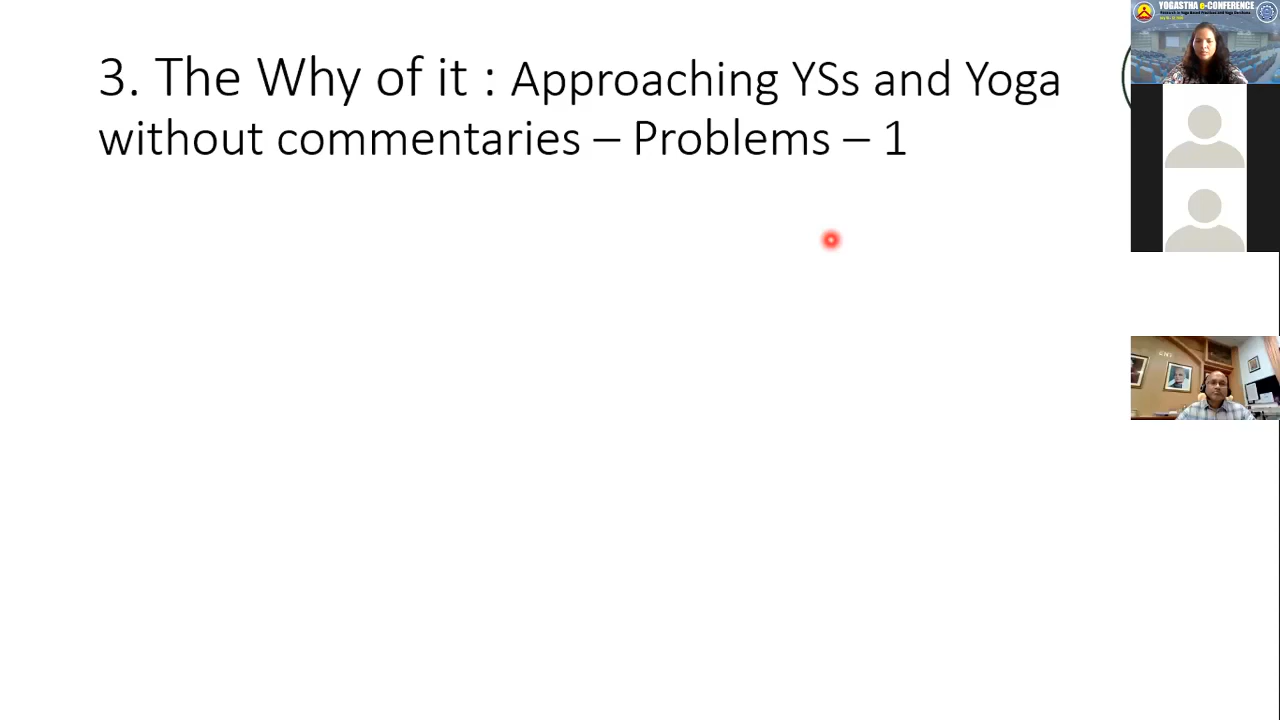 3. The Why of it : Approaching YSs and Yoga
without commentaries – Problems – 1
YOGASTHA e-CONFERENCE